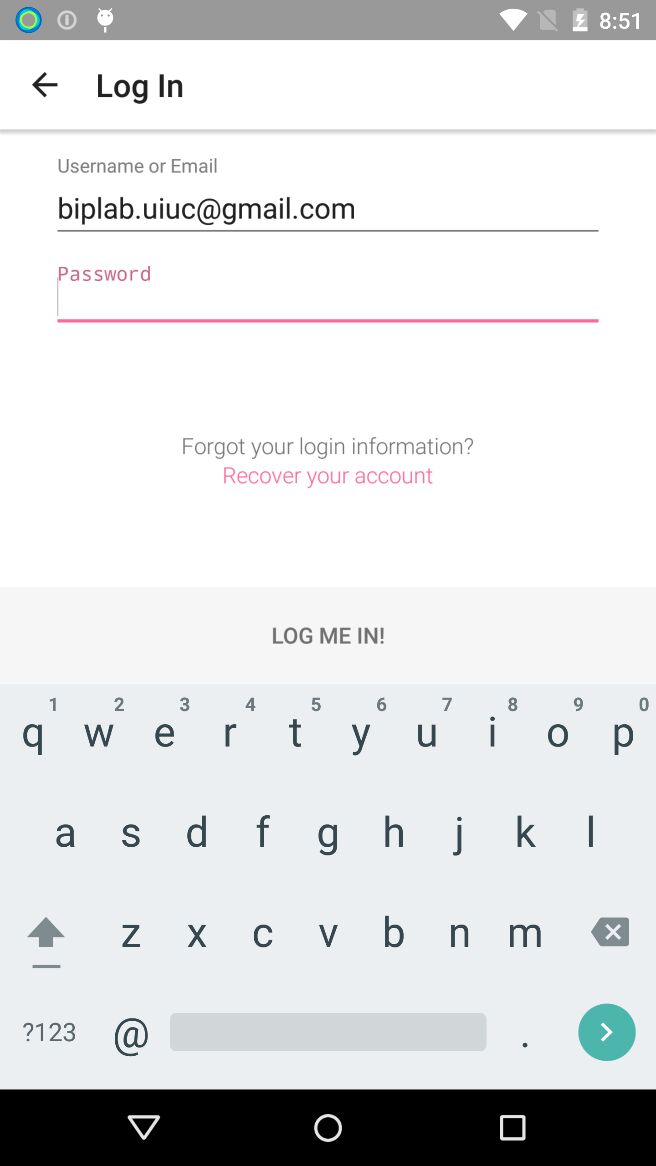 8:51
Log In
Username or Email
biplab.uiuc@gmail.com
Password
Forgot your login information?
Recover your account
LOG ME IN!
1 2 3 4 5 6 7 8 9 0
q w e r t y u i o p
a s d f g h j k l
z x c v b n m
?123 @ .